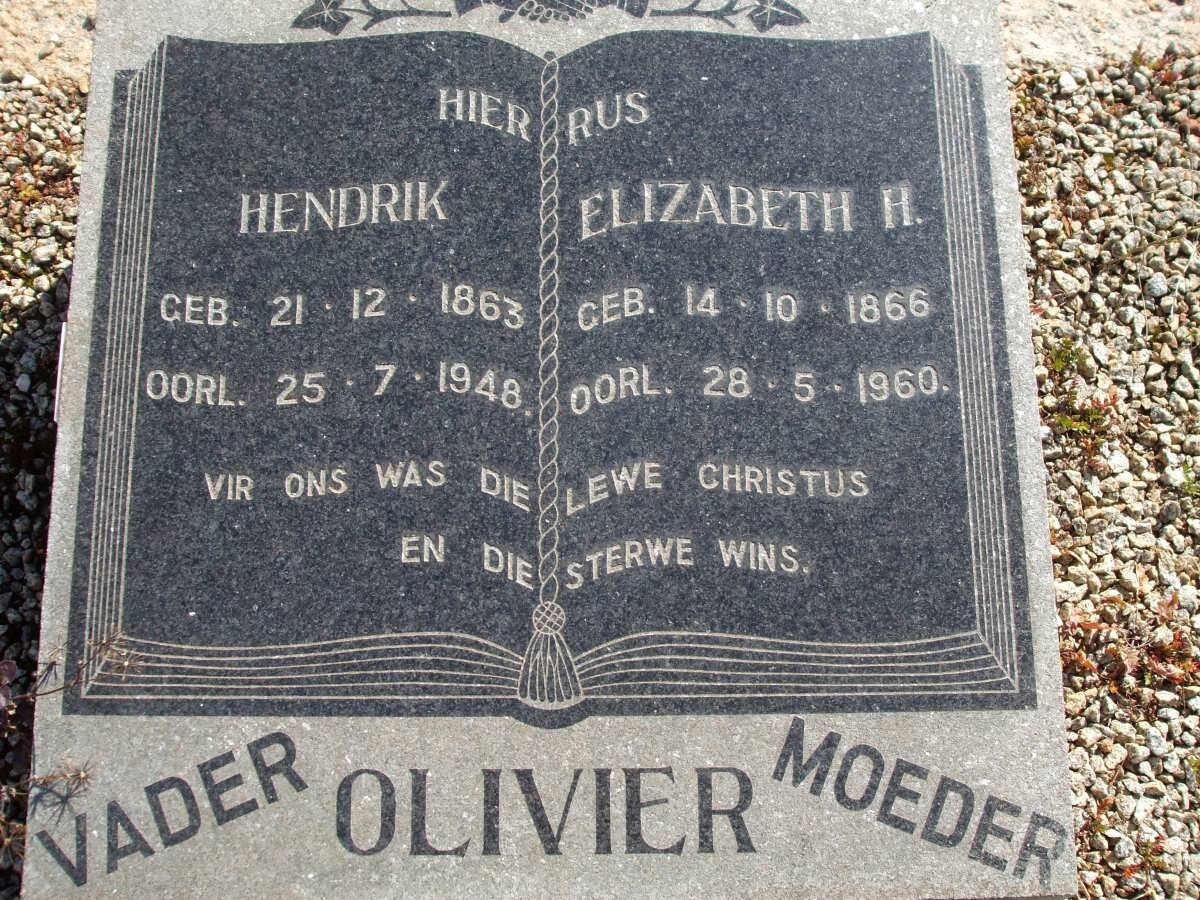 HIER RUS
HENDRIK ELIZABETH H.
GEB. 21·12·1863 GEB. 14·10·1866
OORL. 25·7·1948. OORL. 28·5·1960.
VIR ONS WAS DIE LEWE CHRISTUS
EN DIE STERWE WINS.
VADER OLIVIER MOEDER